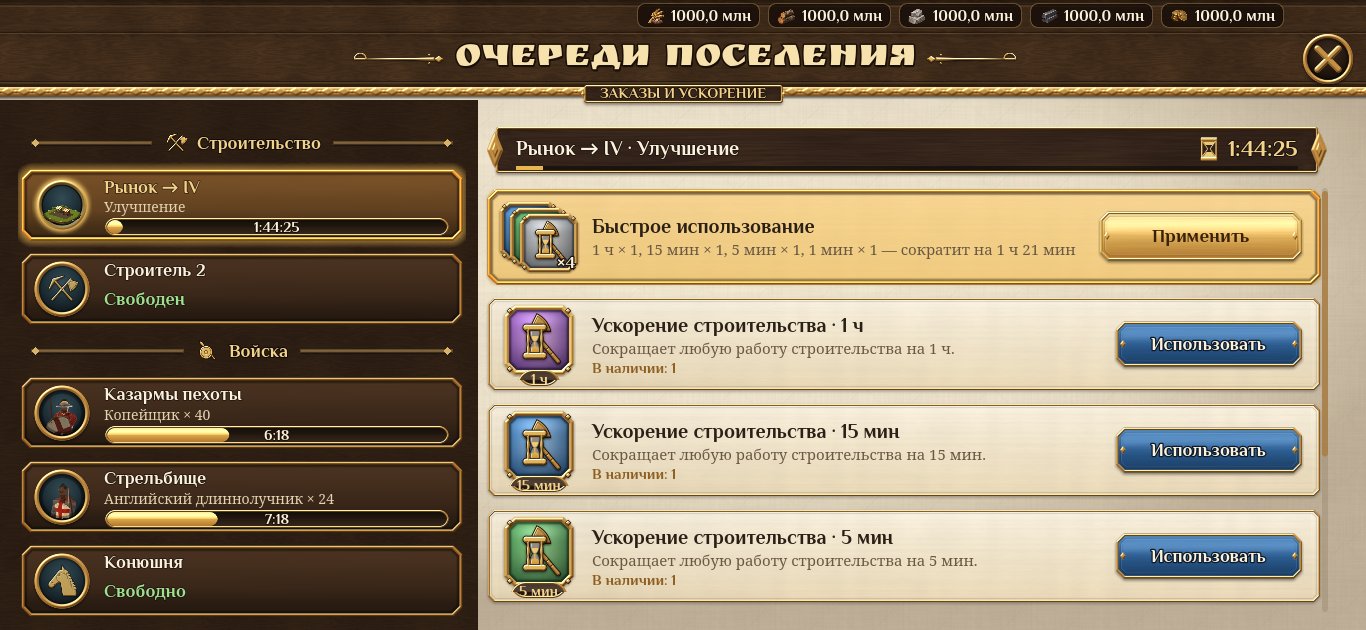 1000,0 млн 1000,0 млн 1000,0 млн 1000,0 млн 1000,0 млн
ОЧЕРЕДИ ПОСЕЛЕНИЯ
ЗАКАЗЫ И УСКОРЕНИЕ
Строительство
Рынок → IV
Улучшение
1:44:25
Строитель 2
Свободен
Войска
Казармы пехоты
Копейщик × 40
6:18
Стрельбище
Английский длиннолучник × 24
7:18
Конюшня
Свободно
Рынок → IV · Улучшение 1:44:25
Быстрое использование
1 ч × 1, 15 мин × 1, 5 мин × 1, 1 мин × 1 — сократит на 1 ч 21 мин
×4
Применить
Ускорение строительства · 1 ч
Сокращает любую работу строительства на 1 ч.
В наличии: 1
1 ч
Использовать
Ускорение строительства · 15 мин
Сокращает любую работу строительства на 15 мин.
В наличии: 1
15 мин
Использовать
Ускорение строительства · 5 мин
Сокращает любую работу строительства на 5 мин.
В наличии: 1
5 мин
Использовать